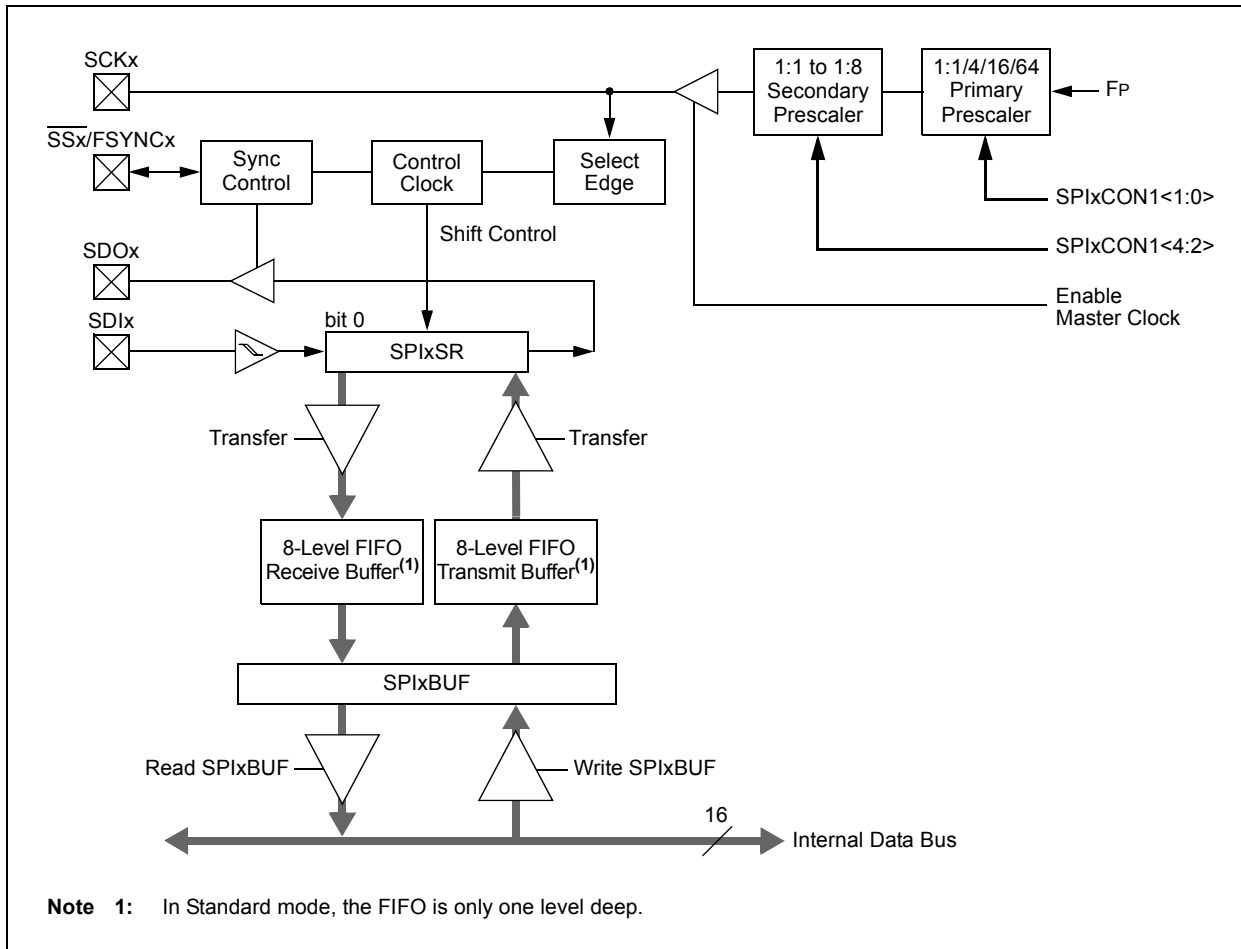 SCKx
1:1 to 1:8
Secondary
Prescaler
1:1/4/16/64
Primary
Prescaler
FP
SSx/FSYNCx
Sync
Control
Control
Clock
Select
Edge
SPIxCON1<1:0>
Shift Control
SPIxCON1<4:2>
SDOx
Enable
Master Clock
SDIx
bit 0
SPIxSR
Transfer
Transfer
8-Level FIFO
Receive Buffer(1)
8-Level FIFO
Transmit Buffer(1)
SPIxBUF
Read SPIxBUF
Write SPIxBUF
16
Internal Data Bus
Note 1: In Standard mode, the FIFO is only one level deep.